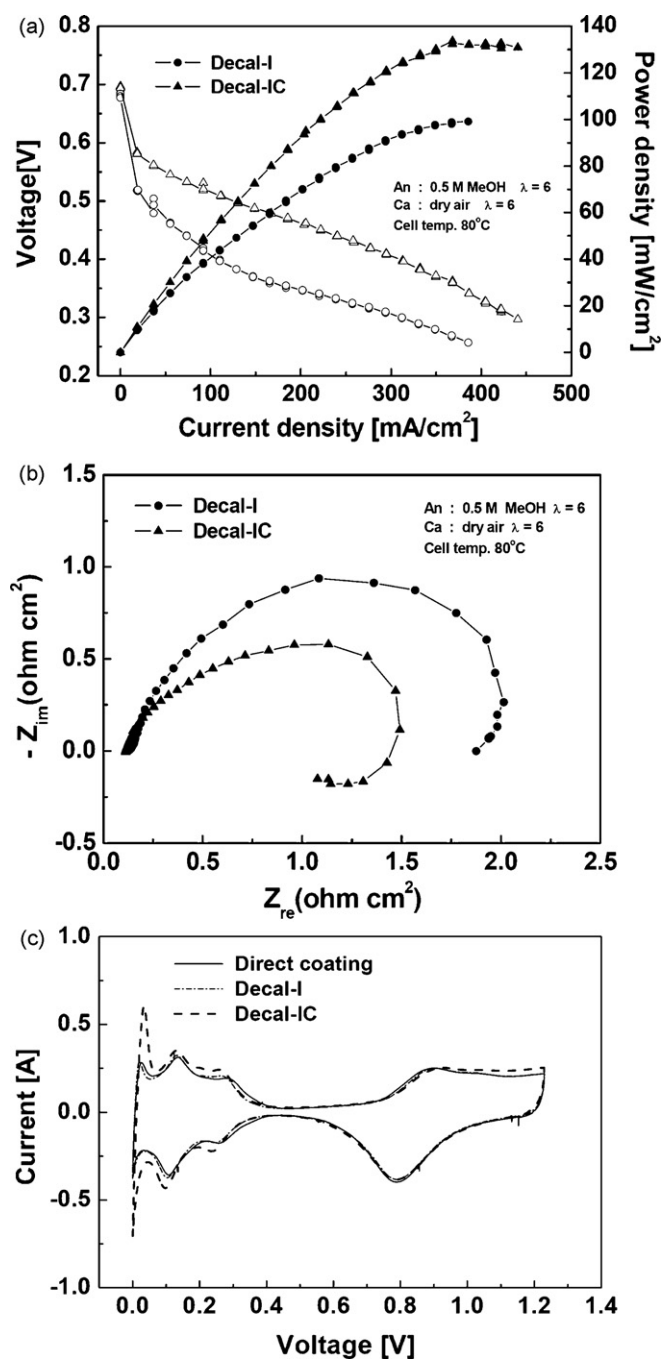 (a)
0.8
0.7
0.6
0.5
0.4
0.3
0.2
Voltage[V]
Decal-I
Decal-IC
An : 0.5 M MeOH λ = 6
Ca : dry air λ = 6
Cell temp. 80°C
140
120
100
80
60
40
20
0
Power density [mW/cm²]
0 100 200 300 400 500
Current density [mA/cm²]
(b)
1.5
1.0
0.5
0.0
-0.5
- Zim(ohm cm²)
Decal-I
Decal-IC
An : 0.5 M MeOH λ = 6
Ca : dry air λ = 6
Cell temp. 80°C
0.0 0.5 1.0 1.5 2.0 2.5
Zre(ohm cm²)
(c)
1.0
0.5
0.0
-0.5
-1.0
Current [A]
Direct coating
Decal-I
Decal-IC
0.0 0.2 0.4 0.6 0.8 1.0 1.2 1.4
Voltage [V]